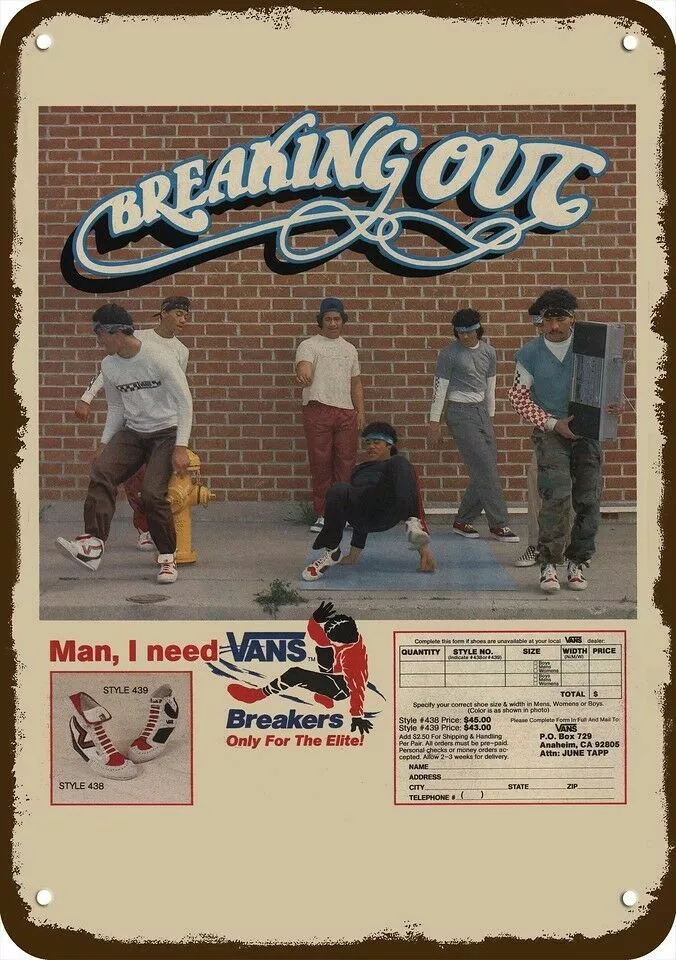 BREAKING OUT
Man, I need VANS™
Breakers
Only For The Elite!
STYLE 439
STYLE 438
Complete this form if shoes are unavailable at your local VANS dealer:
QUANTITY STYLE NO. SIZE WIDTH PRICE
(Indicate #438 or #439) (N/M/W)
Boys
Mens
Womens
Boys
Mens
Womens
TOTAL $
Specify your correct shoe size & width in Mens, Womens or Boys.
(Color is as shown in photo)
Style #438 Price: $45.00
Style #439 Price: $43.00
Add $2.50 For Shipping & Handling
Per Pair. All orders must be pre-paid.
Personal checks or money orders ac-
cepted. Allow 2-3 weeks for delivery.
Please Complete Form In Full And Mail To:
VANS
P.O. Box 729
Anaheim, CA 92805
Attn: JUNE TAPP
NAME
ADDRESS
CITY STATE ZIP
TELEPHONE # ( )